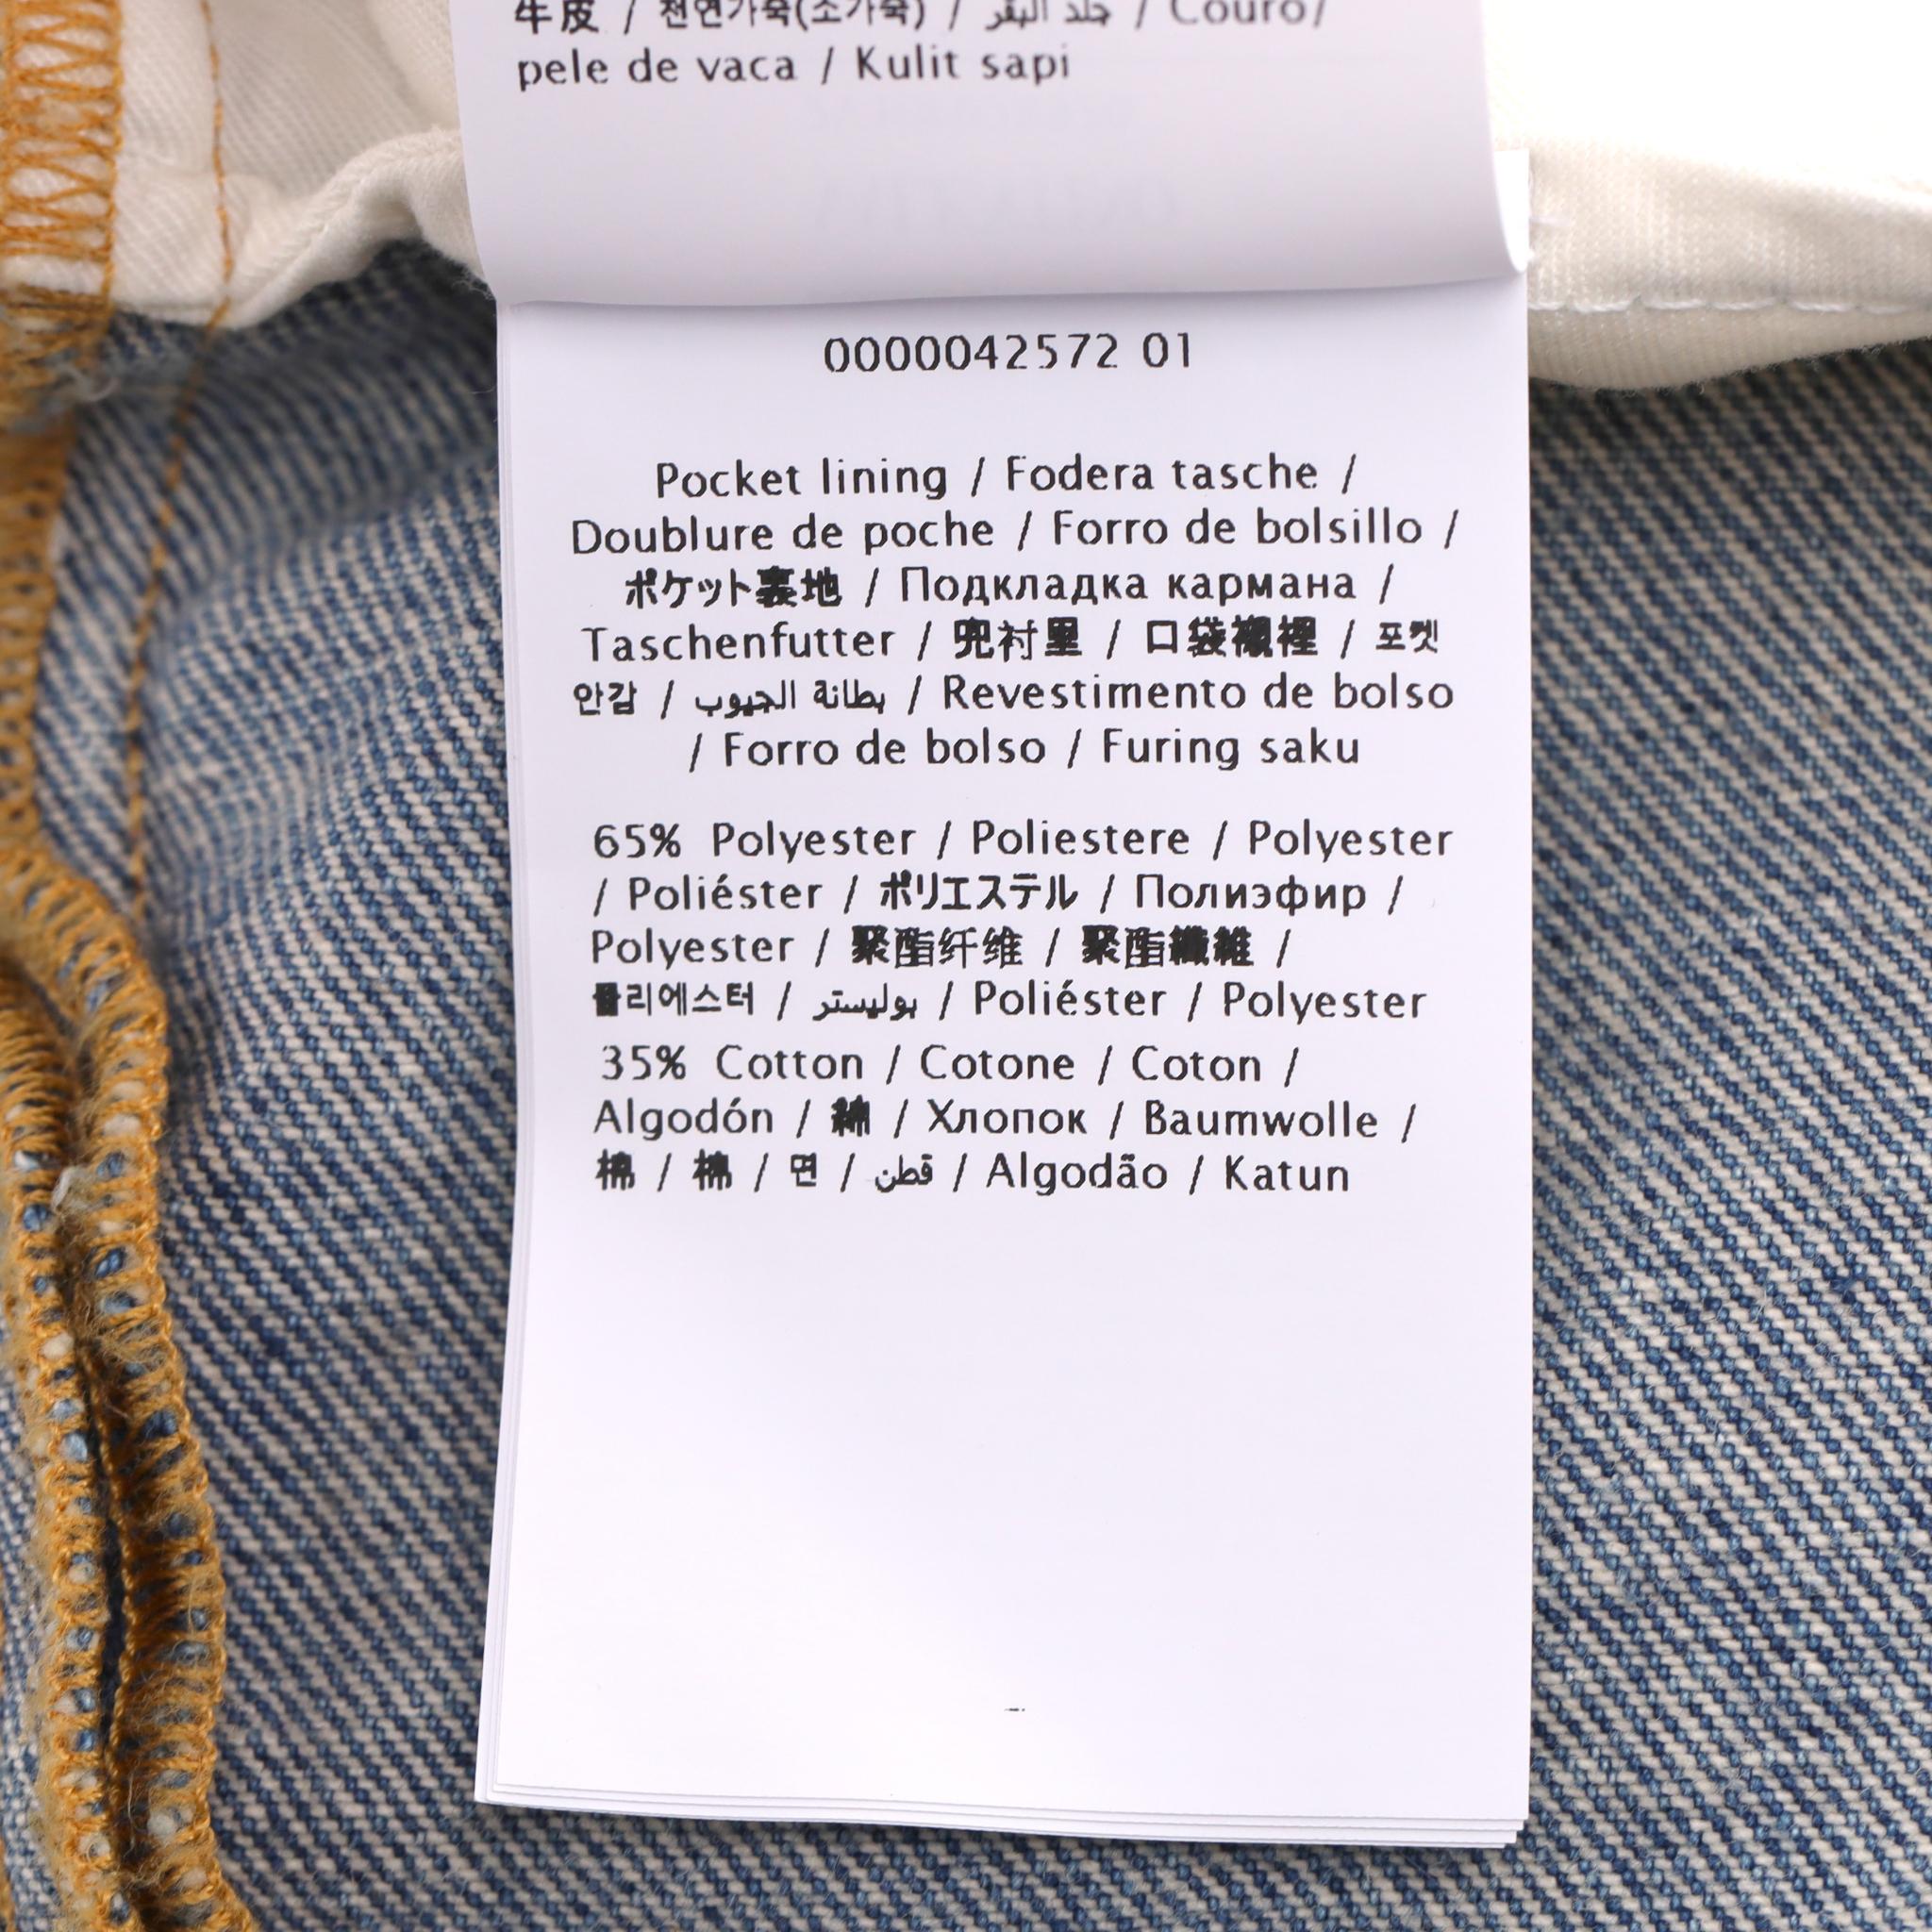 牛皮 / 천연가죽(소가죽) / جلد البقر / Couro/
pele de vaca / Kulit sapi
0000042572 01
Pocket lining / Fodera tasche /
Doublure de poche / Forro de bolsillo /
ポケット裏地 / Подкладка кармана /
Taschenfutter / 兜衬里 / 口袋襯裡 / 포켓
안감 / بطانة الجيوب / Revestimento de bolso
/ Forro de bolso / Furing saku
65% Polyester / Poliestere / Polyester
/ Poliéster / ポリエステル / Полиэфир /
Polyester / 聚酯纤维 / 聚酯纖維 /
폴리에스터 / بوليستر / Poliéster / Polyester
35% Cotton / Cotone / Coton /
Algodón / 綿 / Хлопок / Baumwolle /
棉 / 棉 / 면 / قطن / Algodão / Katun